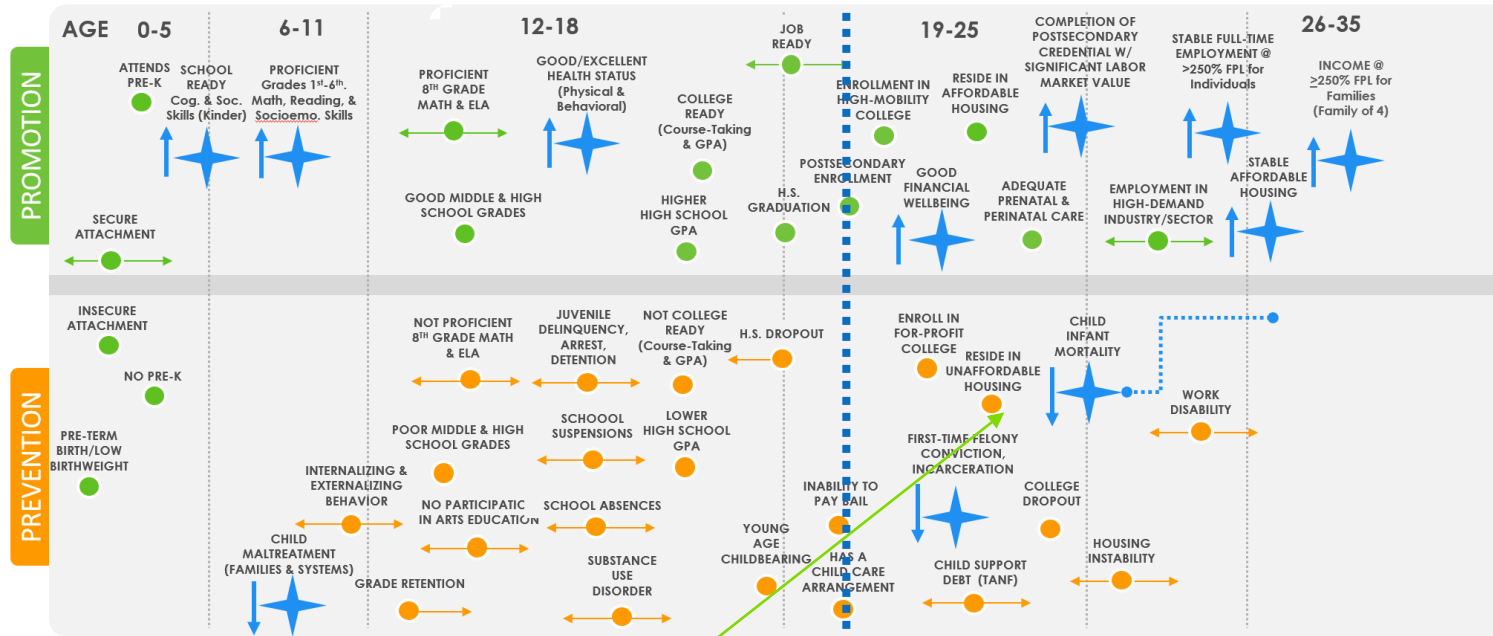 AGE 0-5 6-11 12-18 19-25 26-35
PROMOTION
ATTENDS
PRE-K
SCHOOL
READY
Cog. & Soc.
Skills (Kinder)
PROFICIENT
Grades 1st-6th.
Math, Reading, &
Socioemo. Skills
SECURE
ATTACHMENT
PROFICIENT
8TH GRADE
MATH & ELA
GOOD/EXCELLENT
HEALTH STATUS
(Physical &
Behavioral)
GOOD MIDDLE & HIGH
SCHOOL GRADES
COLLEGE
READY
(Course-Taking
& GPA)
HIGHER
HIGH SCHOOL
GPA
JOB
READY
H.S.
GRADUATION
POSTSECONDARY
ENROLLMENT
ENROLLMENT IN
HIGH-MOBILITY
COLLEGE
RESIDE IN
AFFORDABLE
HOUSING
GOOD
FINANCIAL
WELLBEING
ADEQUATE
PRENATAL &
PERINATAL CARE
COMPLETION OF
POSTSECONDARY
CREDENTIAL W/
SIGNIFICANT LABOR
MARKET VALUE
EMPLOYMENT IN
HIGH-DEMAND
INDUSTRY/SECTOR
STABLE FULL-TIME
EMPLOYMENT @
>250% FPL for
Individuals
STABLE
AFFORDABLE
HOUSING
INCOME @
>250% FPL for
Families
(Family of 4)
PREVENTION
INSECURE
ATTACHMENT
NO PRE-K
PRE-TERM
BIRTH/LOW
BIRTHWEIGHT
INTERNALIZING &
EXTERNALIZING
BEHAVIOR
CHILD
MALTREATMENT
(FAMILIES & SYSTEMS)
NOT PROFICIENT
8TH GRADE MATH
& ELA
POOR MIDDLE & HIGH
SCHOOL GRADES
NO PARTICIPATIC
IN ARTS EDUCATION
GRADE RETENTION
JUVENILE
DELINQUENCY,
ARREST,
DETENTION
SCHOOOL
SUSPENSIONS
SCHOOL ABSENCES
SUBSTANCE
USE
DISORDER
NOT COLLEGE
READY
(Course-Taking
& GPA)
LOWER
HIGH SCHOOL
GPA
H.S. DROPOUT
YOUNG
AGE
CHILDBEARING
INABILITY TO
PAY BAIL
HAS A
CHILD CARE
ARRANGEMENT
ENROLL IN
FOR-PROFIT
COLLEGE
RESIDE IN
UNAFFORDABLE
HOUSING
FIRST-TIME FELONY
CONVICTION,
INCARCERATION
CHILD SUPPORT
DEBT (TANF)
COLLEGE
DROPOUT
CHILD
INFANT
MORTALITY
WORK
DISABILITY
HOUSING
INSTABILITY